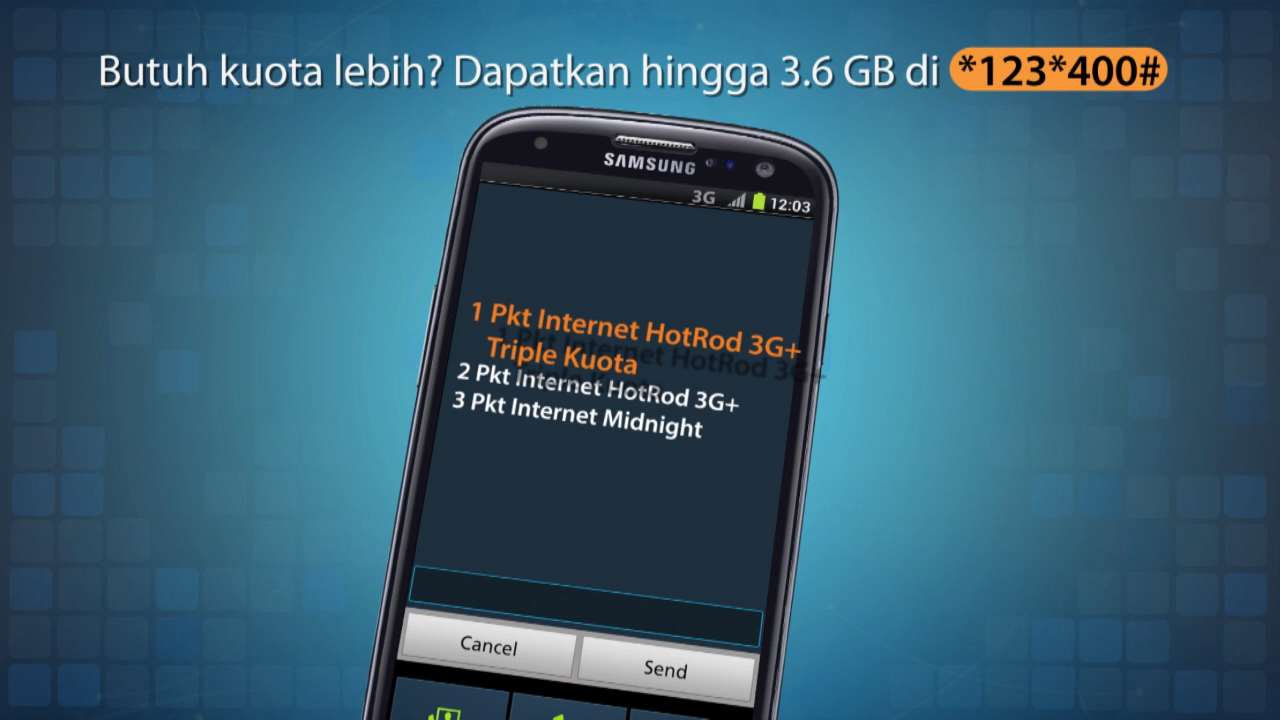 Butuh kuota lebih? Dapatkan hingga 3.6 GB di *123*400#
SAMSUNG
3G 12:03
1 Pkt Internet HotRod 3G+
Triple Kuota
2 Pkt Internet HotRod 3G+
3 Pkt Internet Midnight
Cancel Send